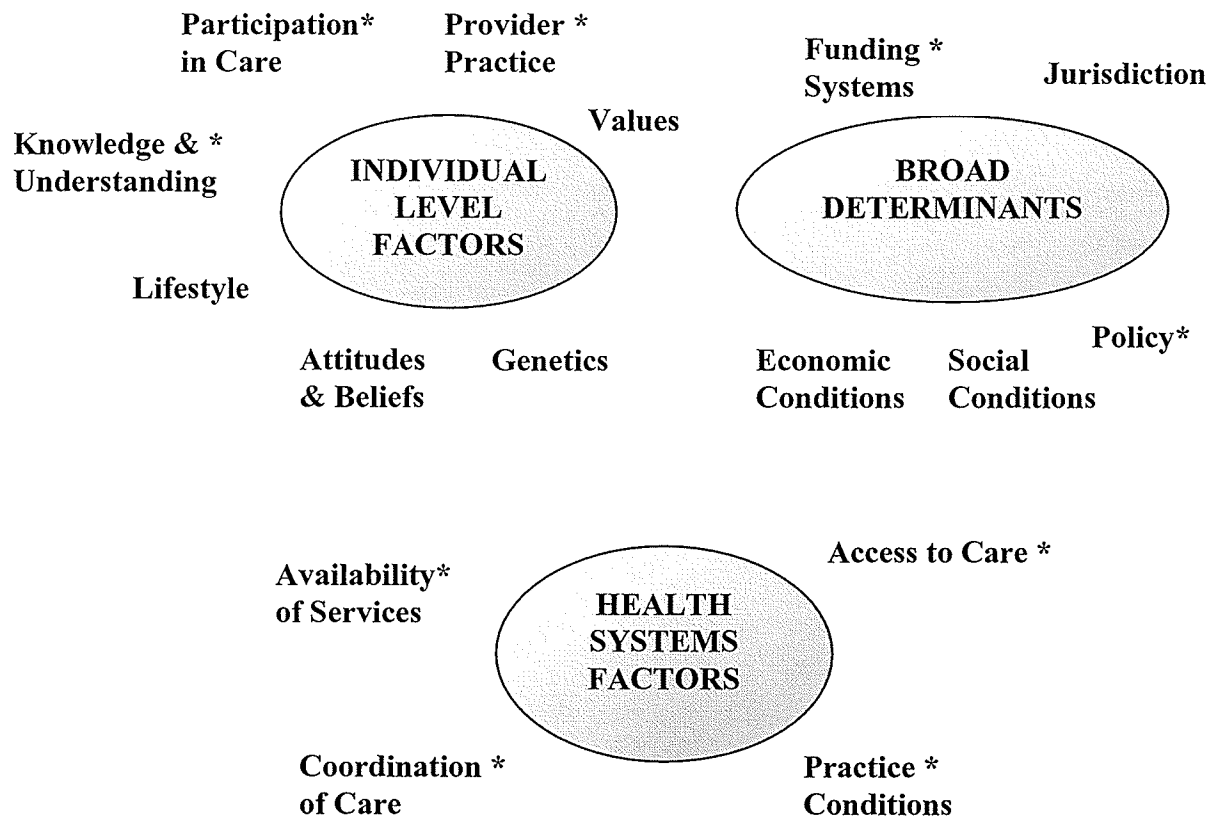 Participation*
in Care
Provider *
Practice
Values
Knowledge & *
Understanding
INDIVIDUAL
LEVEL
FACTORS
Lifestyle
Attitudes
& Beliefs
Genetics
Funding *
Systems
Jurisdiction
BROAD
DETERMINANTS
Policy*
Economic
Conditions
Social
Conditions
Availability*
of Services
Access to Care *
HEALTH
SYSTEMS
FACTORS
Coordination *
of Care
Practice *
Conditions